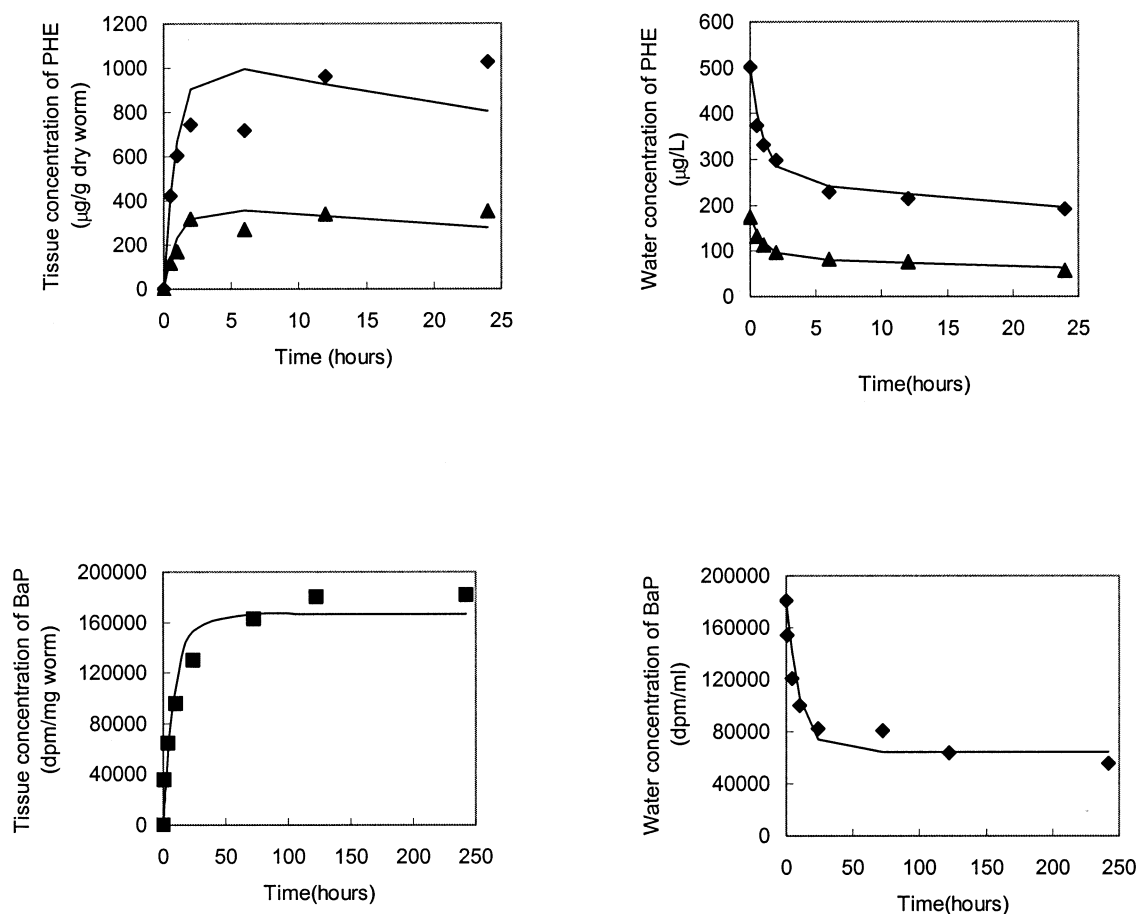 Tissue concentration of PHE
(µg/g dry worm)
1200
1000
800
600
400
200
0
0 5 10 15 20 25
Time (hours)
Water concentration of PHE
(µg/L)
600
500
400
300
200
100
0
0 5 10 15 20 25
Time(hours)
Tissue concentration of BaP
(dpm/mg worm)
200000
160000
120000
80000
40000
0
0 50 100 150 200 250
Time(hours)
Water concentration of BaP
(dpm/ml)
200000
160000
120000
80000
40000
0
0 50 100 150 200 250
Time(hours)